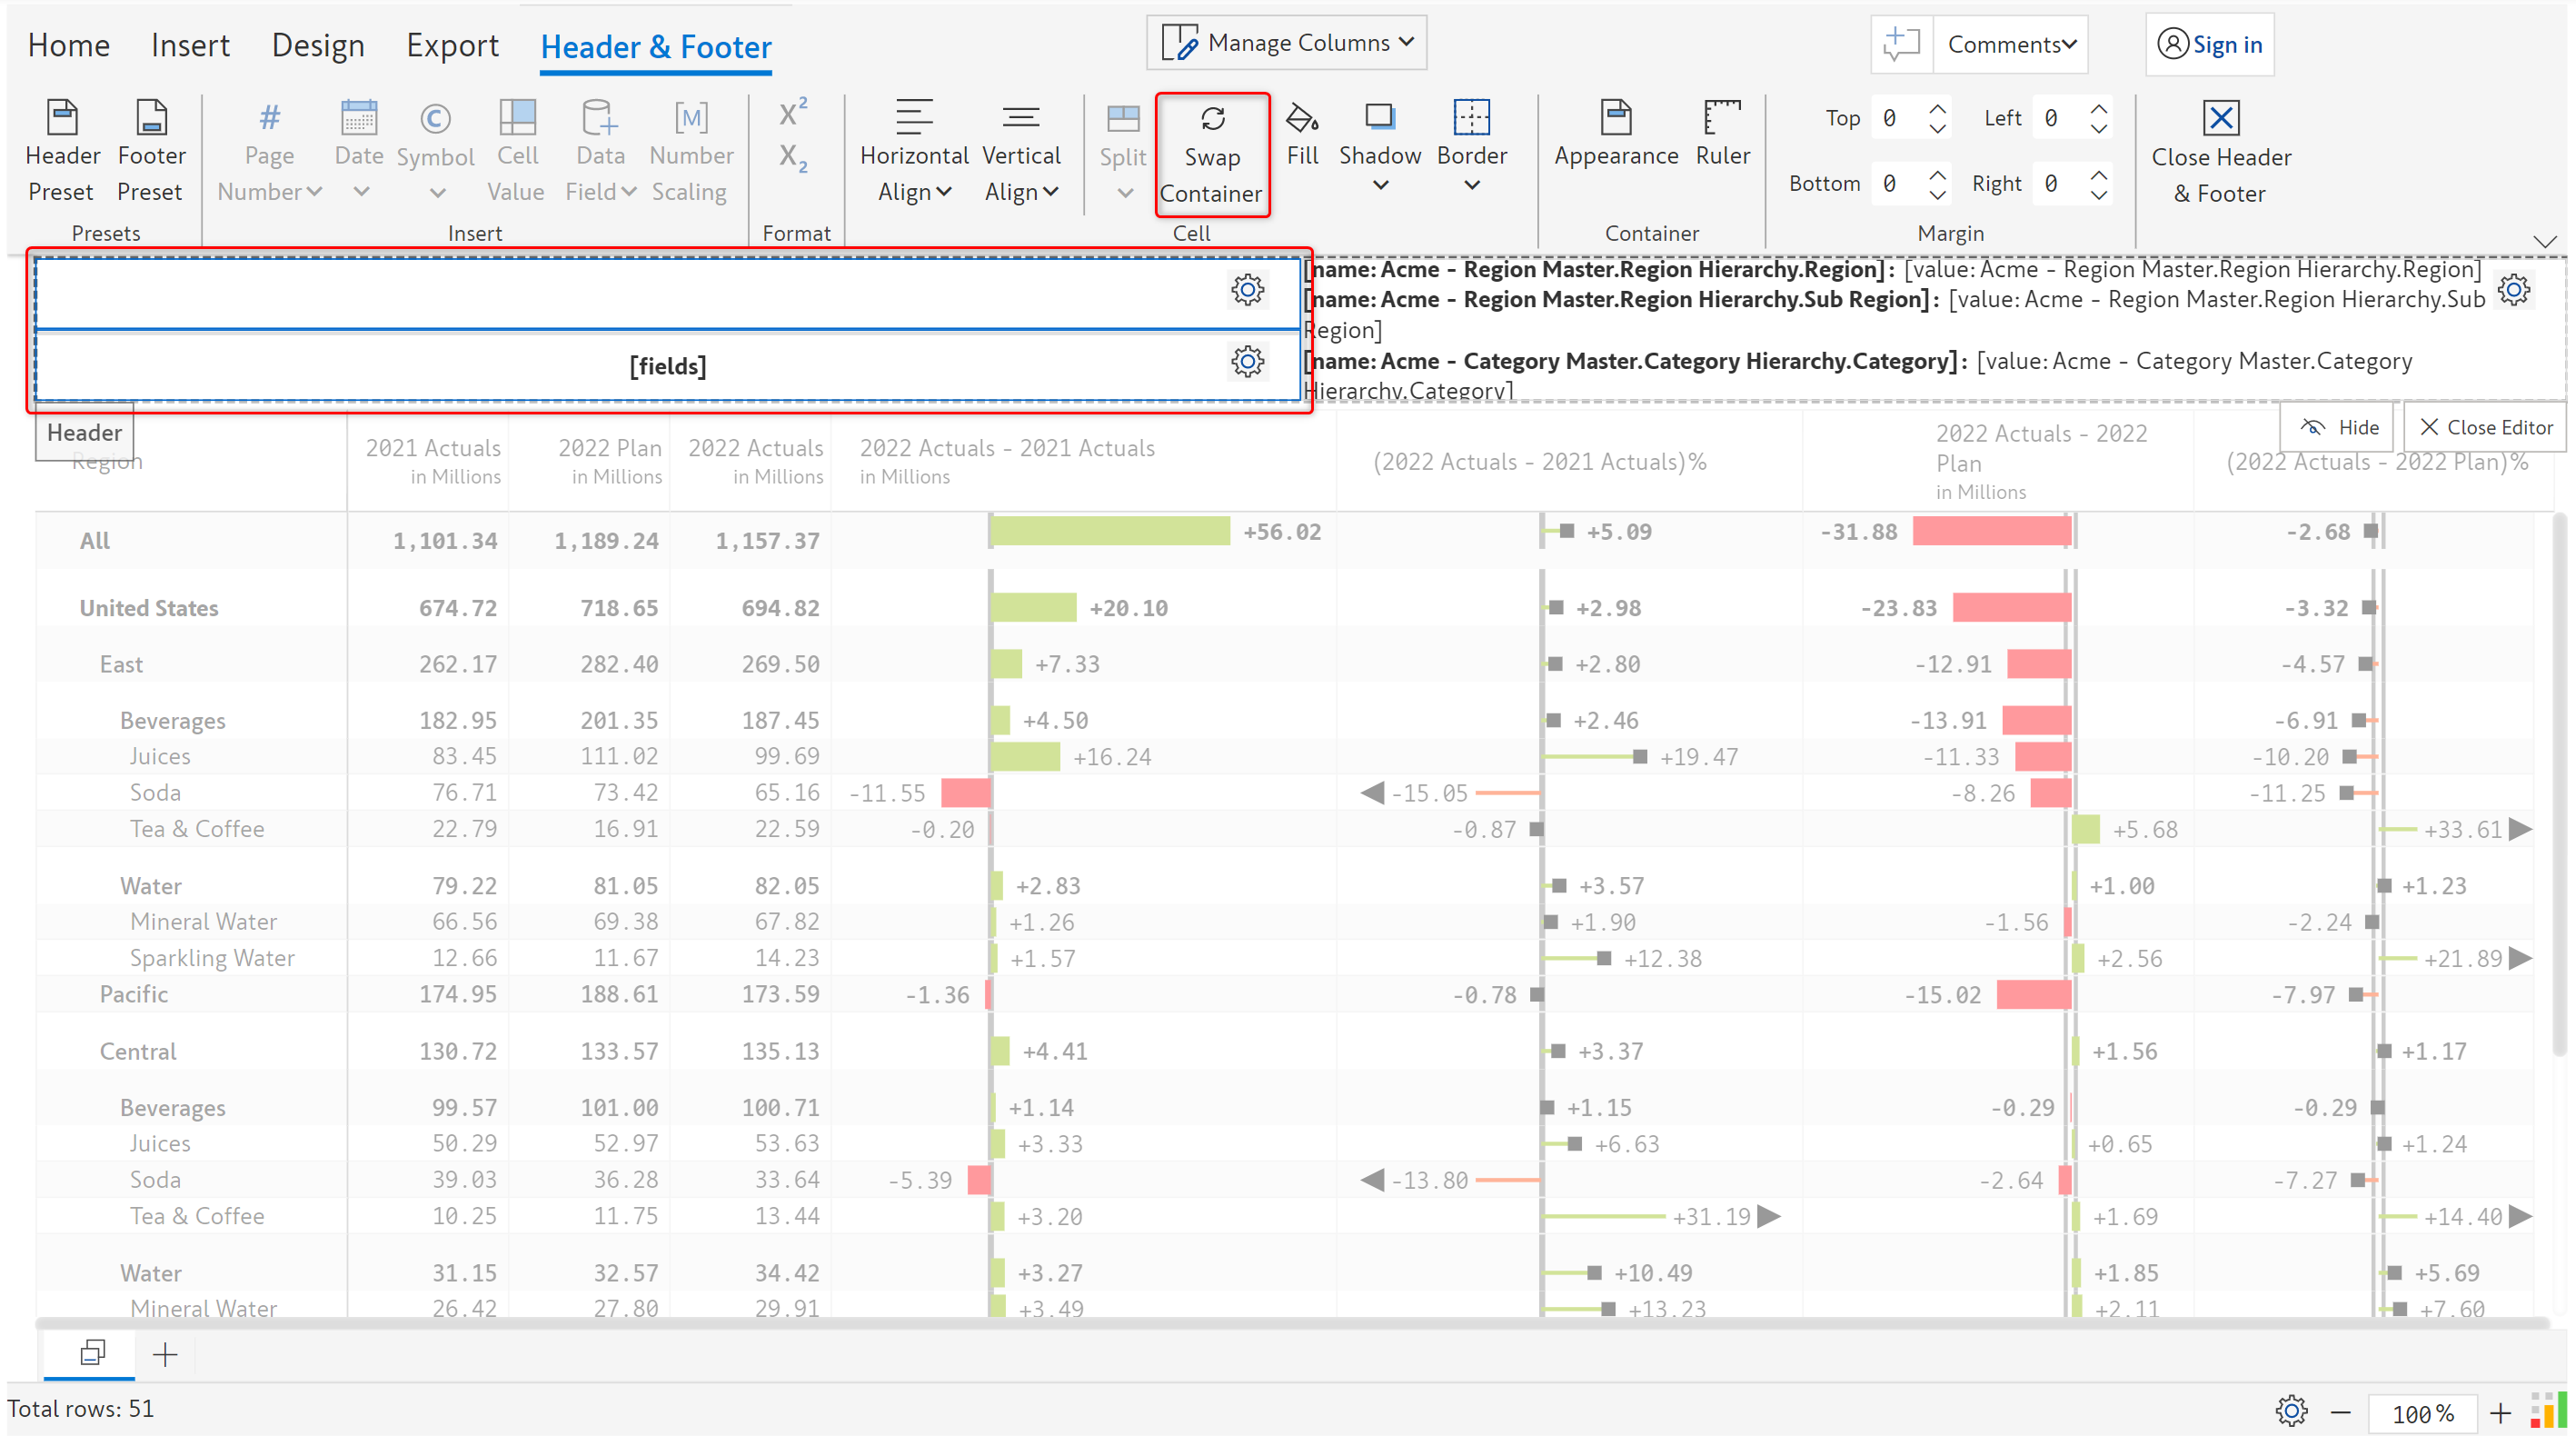 Home Insert Design Export Header & Footer Manage Columns Comments Sign in
Header Preset Footer Preset Page Number Date Symbol Cell Value Data Field Number Scaling X² X₂ Horizontal Align Vertical Align Split Swap Container Fill Shadow Border Appearance Ruler Top 0 Left 0 Bottom 0 Right 0 Close Header & Footer
Presets Insert Format Cell Container Margin
[name: Acme - Region Master.Region Hierarchy.Region]: [value: Acme - Region Master.Region Hierarchy.Region]
[name: Acme - Region Master.Region Hierarchy.Sub Region]: [value: Acme - Region Master.Region Hierarchy.Sub
Region]
[fields]
[name: Acme - Category Master.Category Hierarchy.Category]: [value: Acme - Category Master.Category
Hierarchy.Category]
Header Hide Close Editor
Region 2021 Actuals in Millions 2022 Plan in Millions 2022 Actuals in Millions 2022 Actuals - 2021 Actuals in Millions (2022 Actuals - 2021 Actuals)% 2022 Actuals - 2022 Plan in Millions (2022 Actuals - 2022 Plan)%
All 1,101.34 1,189.24 1,157.37 +56.02 +5.09 -31.88 -2.68
United States 674.72 718.65 694.82 +20.10 +2.98 -23.83 -3.32
East 262.17 282.40 269.50 +7.33 +2.80 -12.91 -4.57
Beverages 182.95 201.35 187.45 +4.50 +2.46 -13.91 -6.91
Juices 83.45 111.02 99.69 +16.24 +19.47 -11.33 -10.20
Soda 76.71 73.42 65.16 -11.55 -15.05 -8.26 -11.25
Tea & Coffee 22.79 16.91 22.59 -0.20 -0.87 +5.68 +33.61
Water 79.22 81.05 82.05 +2.83 +3.57 +1.00 +1.23
Mineral Water 66.56 69.38 67.82 +1.26 +1.90 -1.56 -2.24
Sparkling Water 12.66 11.67 14.23 +1.57 +12.38 +2.56 +21.89
Pacific 174.95 188.61 173.59 -1.36 -0.78 -15.02 -7.97
Central 130.72 133.57 135.13 +4.41 +3.37 +1.56 +1.17
Beverages 99.57 101.00 100.71 +1.14 +1.15 -0.29 -0.29
Juices 50.29 52.97 53.63 +3.33 +6.63 +0.65 +1.24
Soda 39.03 36.28 33.64 -5.39 -13.80 -2.64 -7.27
Tea & Coffee 10.25 11.75 13.44 +3.20 +31.19 +1.69 +14.40
Water 31.15 32.57 34.42 +3.27 +10.49 +1.85 +5.69
Mineral Water 26.42 27.80 29.91 +3.49 +13.23 +2.11 +7.60
Total rows: 51 100%